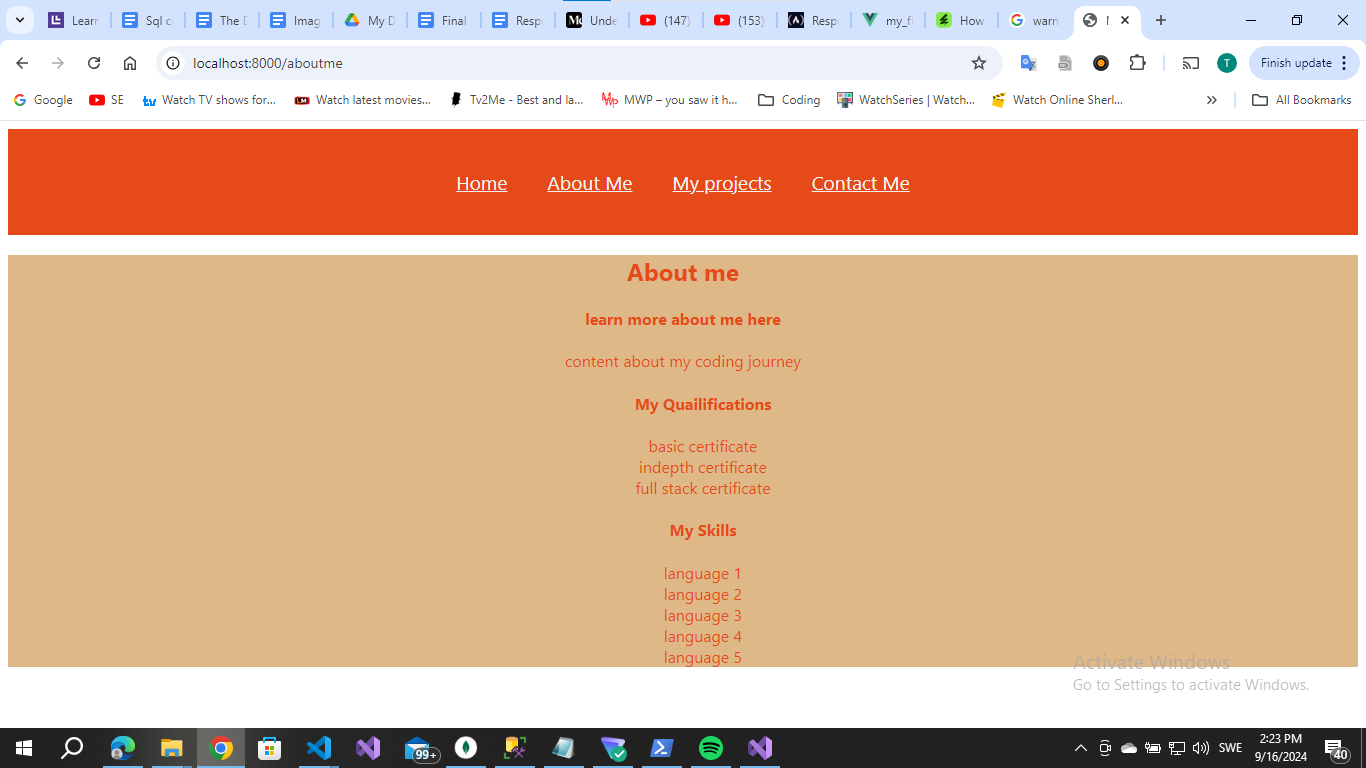 Learn
Sql c
The D
Imag
My D
Final
Resp
Unde
(147)
(153)
Resp
my_fi
How
warn
localhost:8000/aboutme
T
Finish update
Google
SE
Watch TV shows for...
Watch latest movies...
Tv2Me - Best and la...
MWP – you saw it h...
Coding
WatchSeries | Watch...
Watch Online Sherl...
All Bookmarks
Home About Me My projects Contact Me
About me
learn more about me here
content about my coding journey
My Quailifications
basic certificate
indepth certificate
full stack certificate
My Skills
language 1
language 2
language 3
language 4
language 5
Activate Windows
Go to Settings to activate Windows.
99+
SWE
2:23 PM
9/16/2024
40